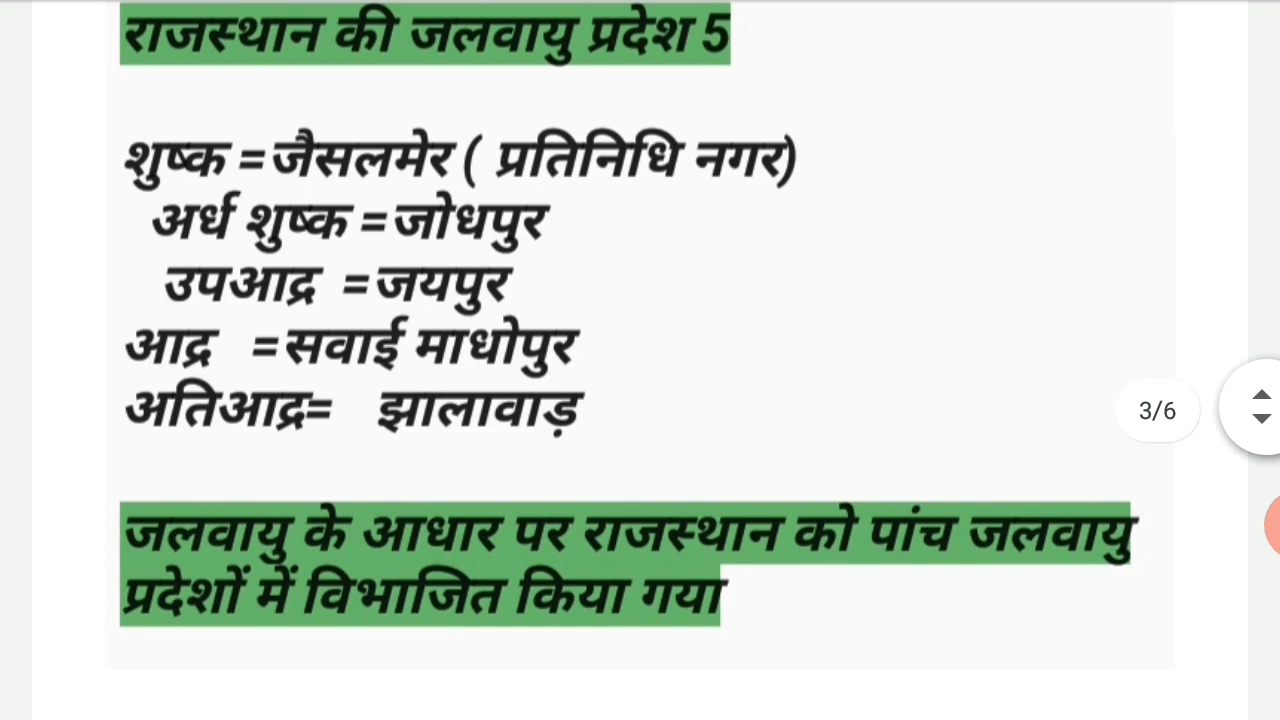 राजस्थान की जलवायु प्रदेश 5
शुष्क =जैसलमेर ( प्रतिनिधि नगर)
अर्ध शुष्क =जोधपुर
उपआद्र =जयपुर
आद्र =सवाई माधोपुर
अतिआद्र= झालावाड़
3/6
जलवायु के आधार पर राजस्थान को पांच जलवायु
प्रदेशों में विभाजित किया गया